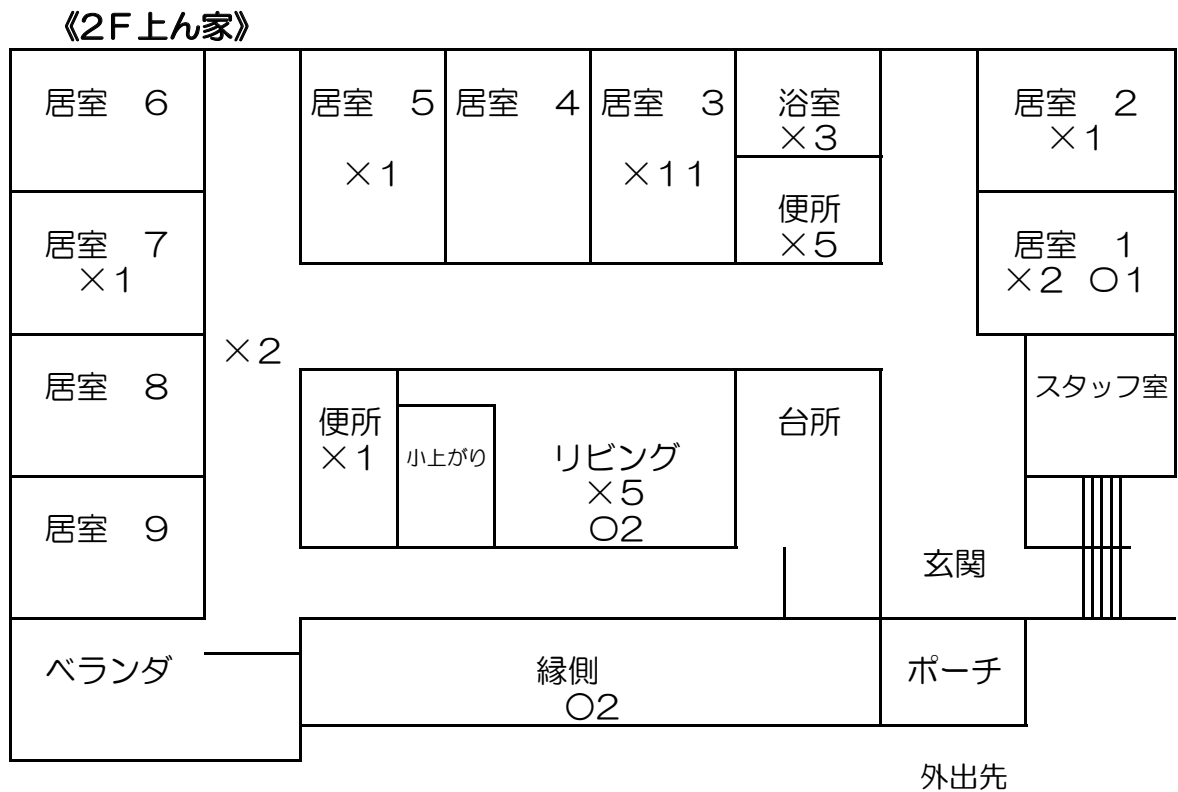 《2F上ん家》
居室　6
居室　5
居室　4
居室　3
浴室
×3
居室　2
×1
×1
×11
便所
×5
居室　7
×1
居室　1
×2 ○1
×2
居室　8
スタッフ室
便所
×1
小上がり
リビング
×5
○2
台所
居室　9
玄関
ベランダ
縁側
○2
ポーチ
外出先